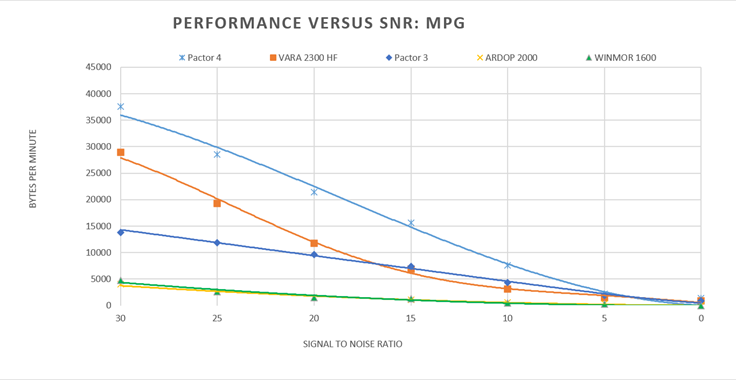 PERFORMANCE VERSUS SNR: MPG
Pactor 4 VARA 2300 HF Pactor 3 ARDOP 2000 WINMOR 1600
45000
40000
35000
30000
25000
20000
15000
10000
5000
0
BYTES PER MINUTE
30 25 20 15 10 5 0
SIGNAL TO NOISE RATIO